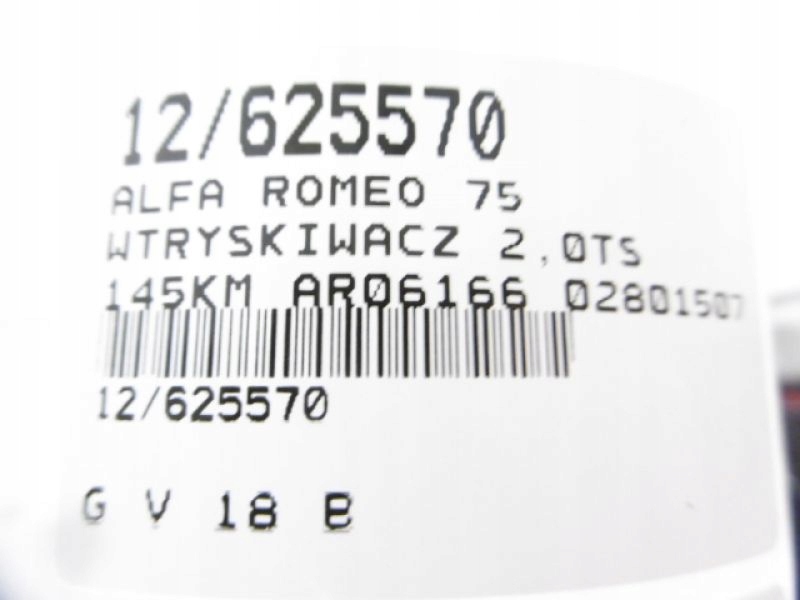 12/625570
ALFA ROMEO 75
WTRYSKIWACZ 2,0TS
145KM AR06166 02801507
12/625570
G V 18 B